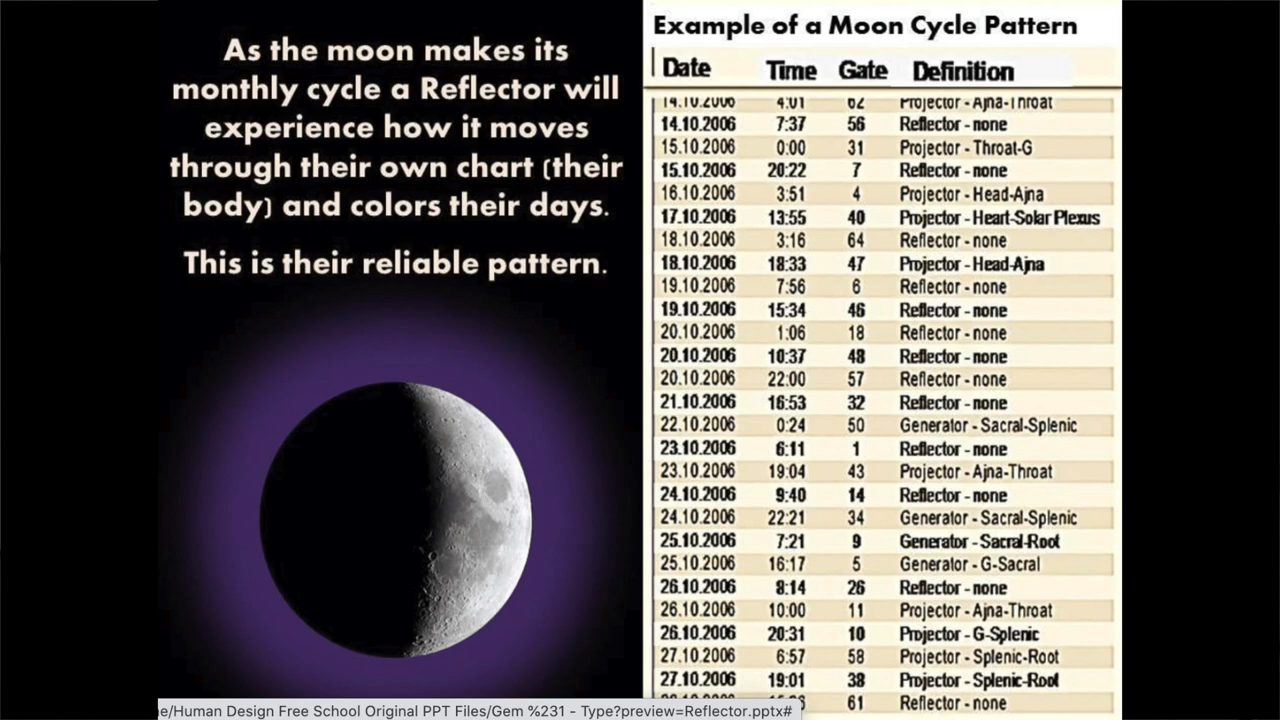 As the moon makes its
monthly cycle a Reflector will
experience how it moves
through their own chart (their
body) and colors their days.
This is their reliable pattern.
Example of a Moon Cycle Pattern
Date Time Gate Definition
14.10.2006 4:01 62 Projector - Ajna-Throat
14.10.2006 7:37 56 Reflector - none
15.10.2006 0:00 31 Projector - Throat-G
15.10.2006 20:22 7 Reflector - none
16.10.2006 3:51 4 Projector - Head-Ajna
17.10.2006 13:55 40 Projector - Heart-Solar Plexus
18.10.2006 3:16 64 Reflector - none
18.10.2006 18:33 47 Projector - Head-Ajna
19.10.2006 7:56 6 Reflector - none
19.10.2006 15:34 46 Reflector - none
20.10.2006 1:06 18 Reflector - none
20.10.2006 10:37 48 Reflector - none
20.10.2006 22:00 57 Reflector - none
21.10.2006 16:53 32 Reflector - none
22.10.2006 0:24 50 Generator - Sacral-Splenic
23.10.2006 6:11 1 Reflector - none
23.10.2006 19:04 43 Projector - Ajna-Throat
24.10.2006 9:40 14 Reflector - none
24.10.2006 22:21 34 Generator - Sacral-Splenic
25.10.2006 7:21 9 Generator - Sacral-Root
25.10.2006 16:17 5 Generator - G-Sacral
26.10.2006 8:14 26 Reflector - none
26.10.2006 10:00 11 Projector - Ajna-Throat
26.10.2006 20:31 10 Projector - G-Splenic
27.10.2006 6:57 58 Projector - Splenic-Root
27.10.2006 19:01 38 Projector - Splenic-Root
61 Reflector - none
e/Human Design Free School Original PPT Files/Gem %231 - Type?preview=Reflector.pptx#